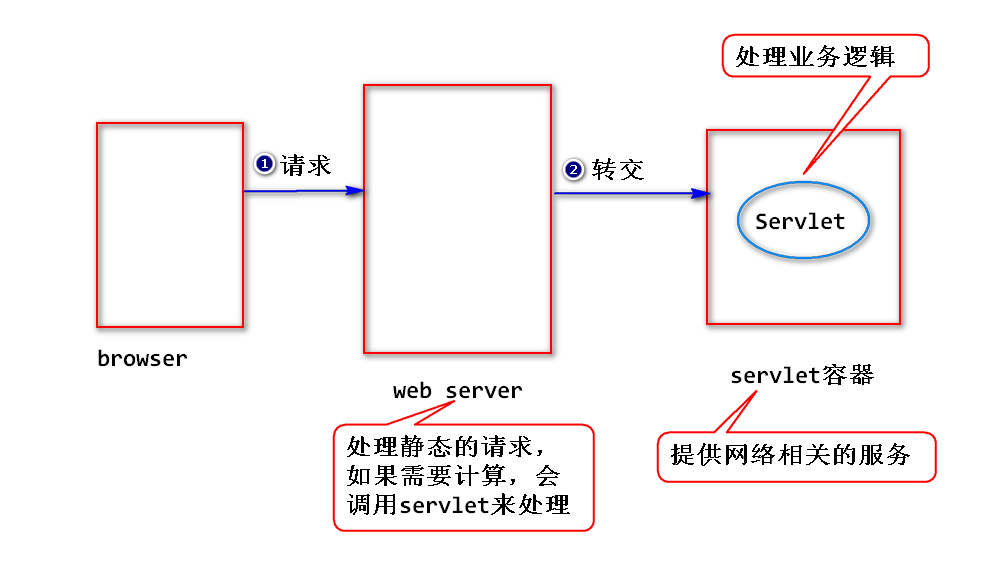 处理业务逻辑
1 请求
2 转交
Servlet
browser
servlet容器
web server
处理静态的请求，
如果需要计算，会
调用servlet来处理
提供网络相关的服务